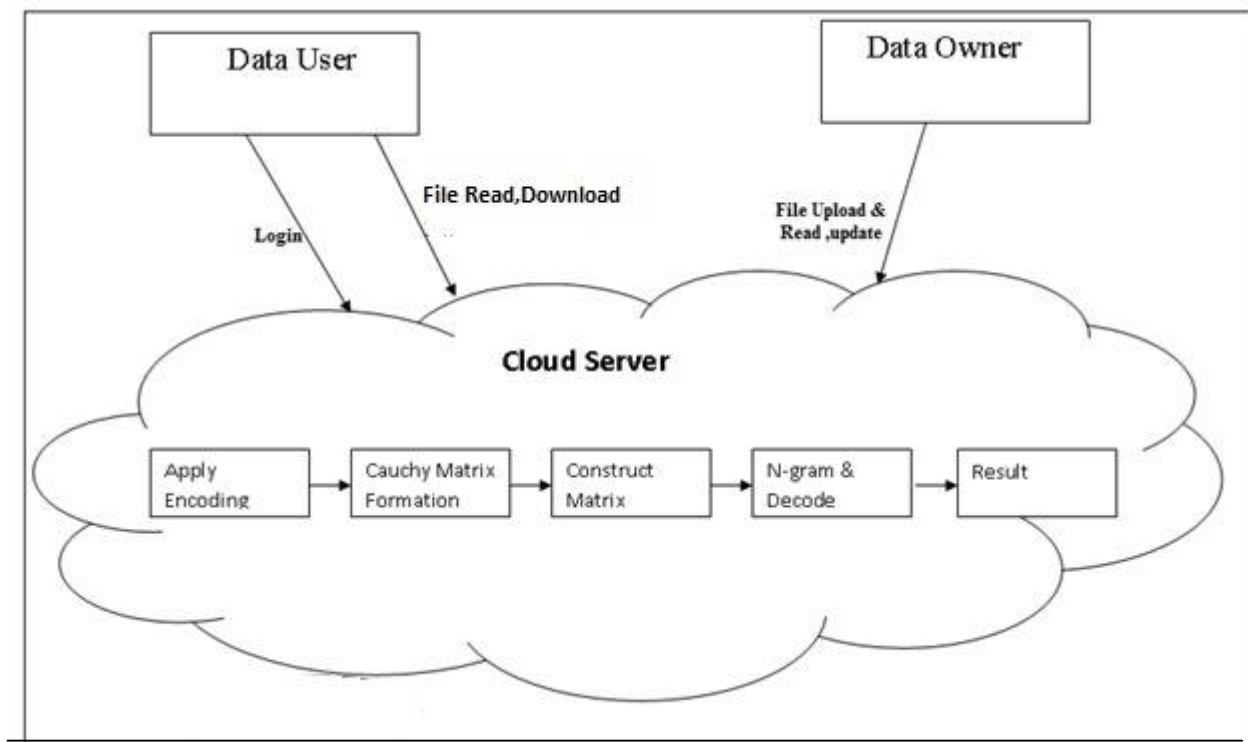 Data User
Data Owner
File Read,Download
Login
File Upload &
Read ,update
Cloud Server
Apply
Encoding
Cauchy Matrix
Formation
Construct
Matrix
N-gram &
Decode
Result